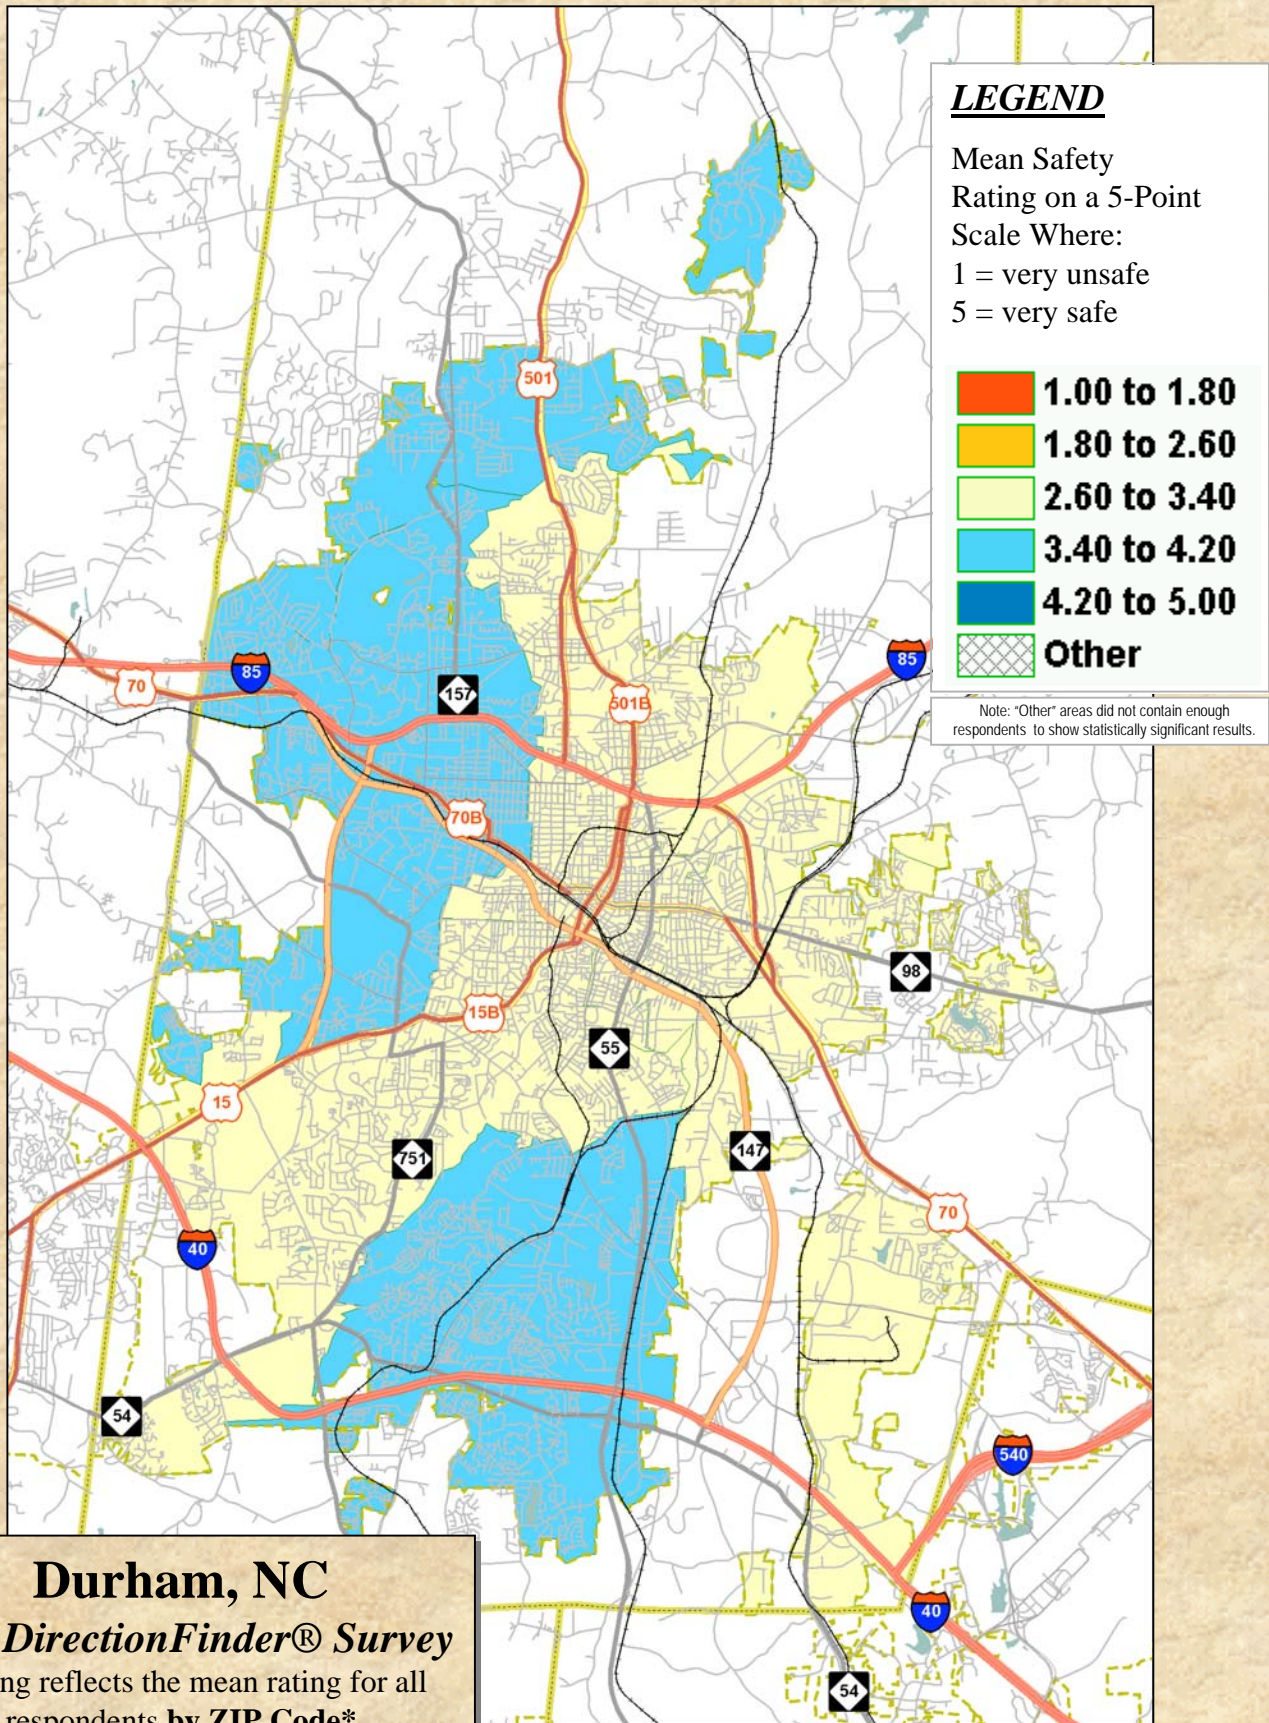 LEGEND
Mean Safety
Rating on a 5-Point
Scale Where:
1 = very unsafe
5 = very safe
1.00 to 1.80
1.80 to 2.60
2.60 to 3.40
3.40 to 4.20
4.20 to 5.00
Other
Note: "Other" areas did not contain enough
respondents to show statistically significant results.
501
85
85
70
157
501B
70B
98
15B
55
15
751
147
70
40
54
540
40
54
Durham, NC
DirectionFinder® Survey
ng reflects the mean rating for all
respondents by ZIP Code*